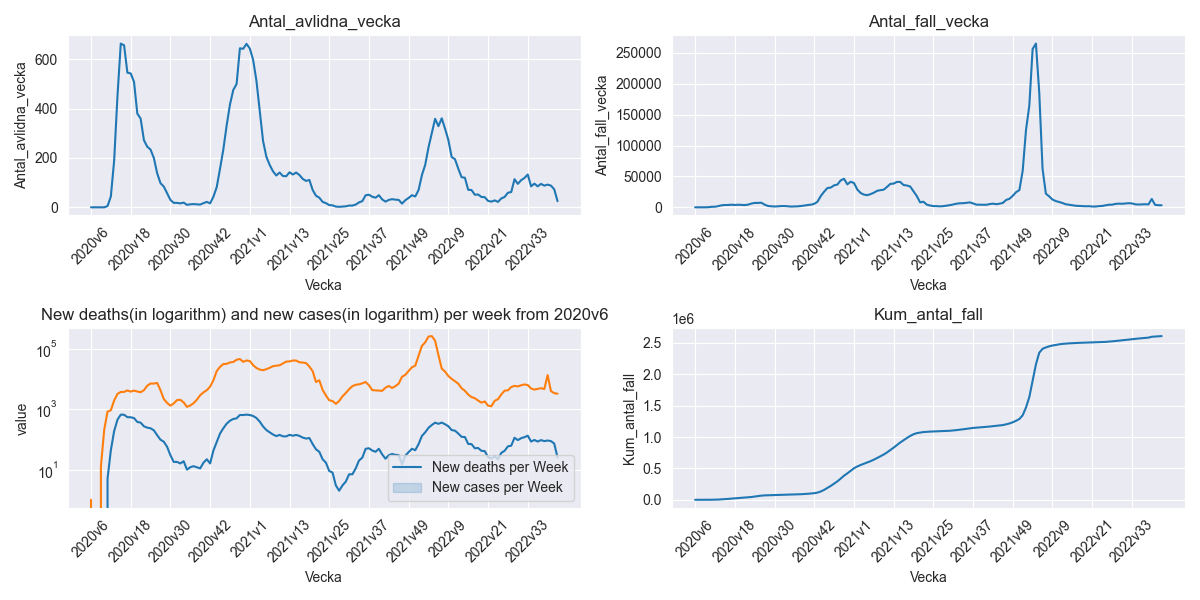 Antal_avlidna_vecka
Antal_avlidna_vecka
600
400
200
0
2020v6
2020v18
2020v30
2020v42
2021v1
2021v13
2021v25
2021v37
2021v49
2022v9
2022v21
2022v33
Vecka
Antal_fall_vecka
Antal_fall_vecka
250000
200000
150000
100000
50000
0
2020v6
2020v18
2020v30
2020v42
2021v1
2021v13
2021v25
2021v37
2021v49
2022v9
2022v21
2022v33
Vecka
New deaths(in logarithm) and new cases(in logarithm) per week from 2020v6
value
10^5
10^3
10^1
New deaths per Week
New cases per Week
2020v6
2020v18
2020v30
2020v42
2021v1
2021v13
2021v25
2021v37
2021v49
2022v9
2022v21
2022v33
Vecka
Kum_antal_fall
1e6
Kum_antal_fall
2.5
2.0
1.5
1.0
0.5
0.0
2020v6
2020v18
2020v30
2020v42
2021v1
2021v13
2021v25
2021v37
2021v49
2022v9
2022v21
2022v33
Vecka